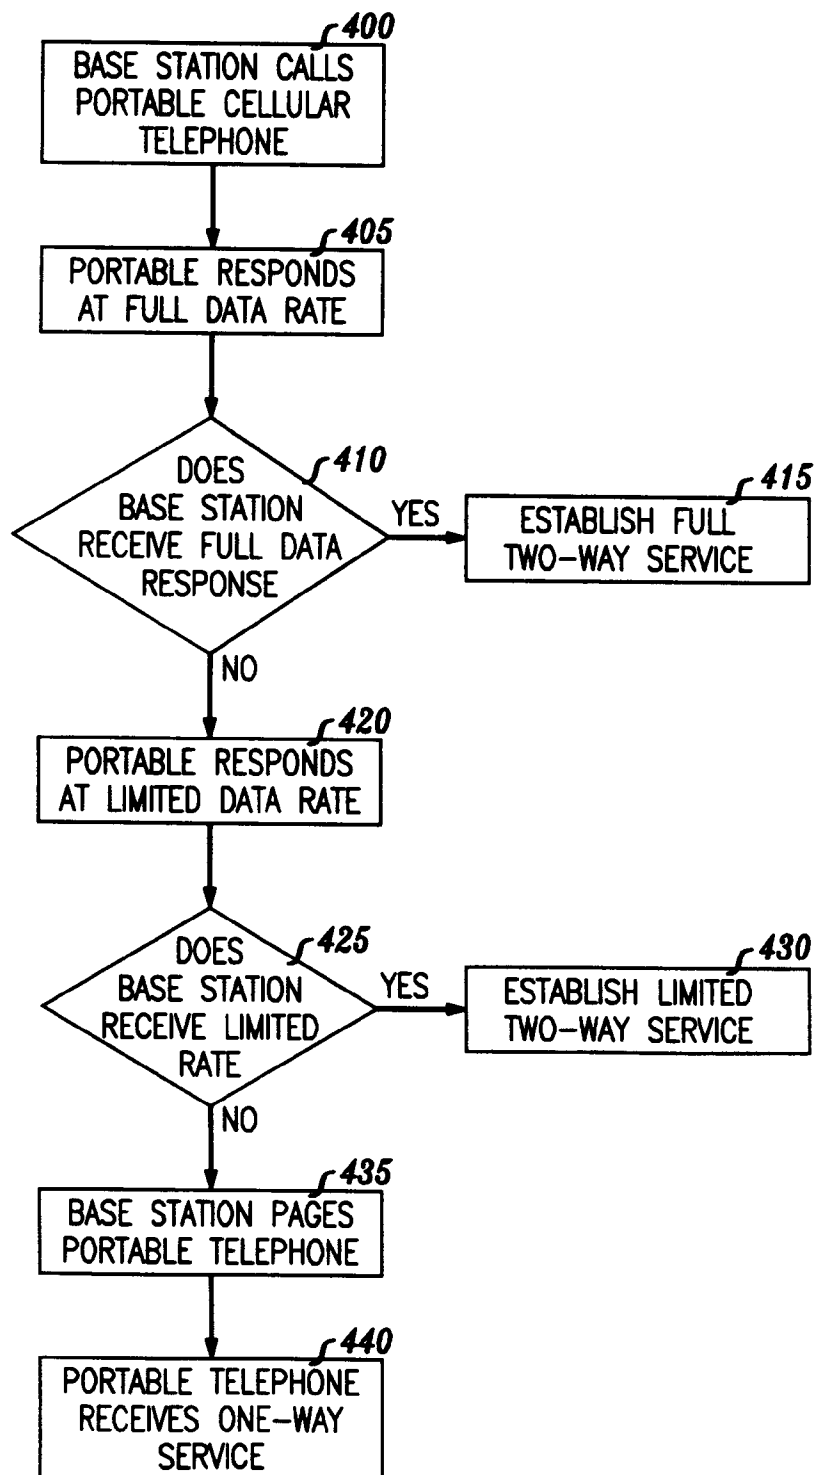 400
BASE STATION CALLS
PORTABLE CELLULAR
TELEPHONE
405
PORTABLE RESPONDS
AT FULL DATA RATE
410
DOES
BASE STATION
RECEIVE FULL DATA
RESPONSE
YES
415
ESTABLISH FULL
TWO-WAY SERVICE
NO
420
PORTABLE RESPONDS
AT LIMITED DATA RATE
425
DOES
BASE STATION
RECEIVE LIMITED
RATE
YES
430
ESTABLISH LIMITED
TWO-WAY SERVICE
NO
435
BASE STATION PAGES
PORTABLE TELEPHONE
440
PORTABLE TELEPHONE
RECEIVES ONE-WAY
SERVICE